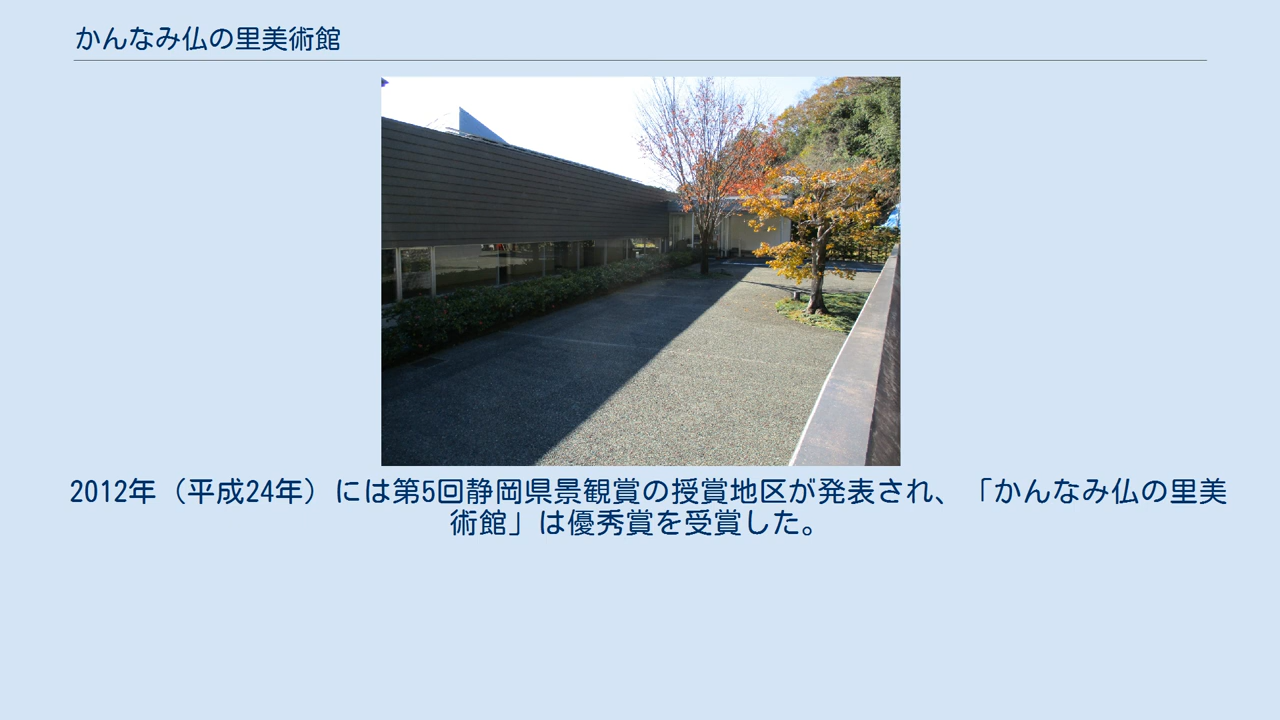 かんなみ仏の里美術館
2012年（平成24年）には第5回静岡県景観賞の授賞地区が発表され、「かんなみ仏の里美
術館」は優秀賞を受賞した。